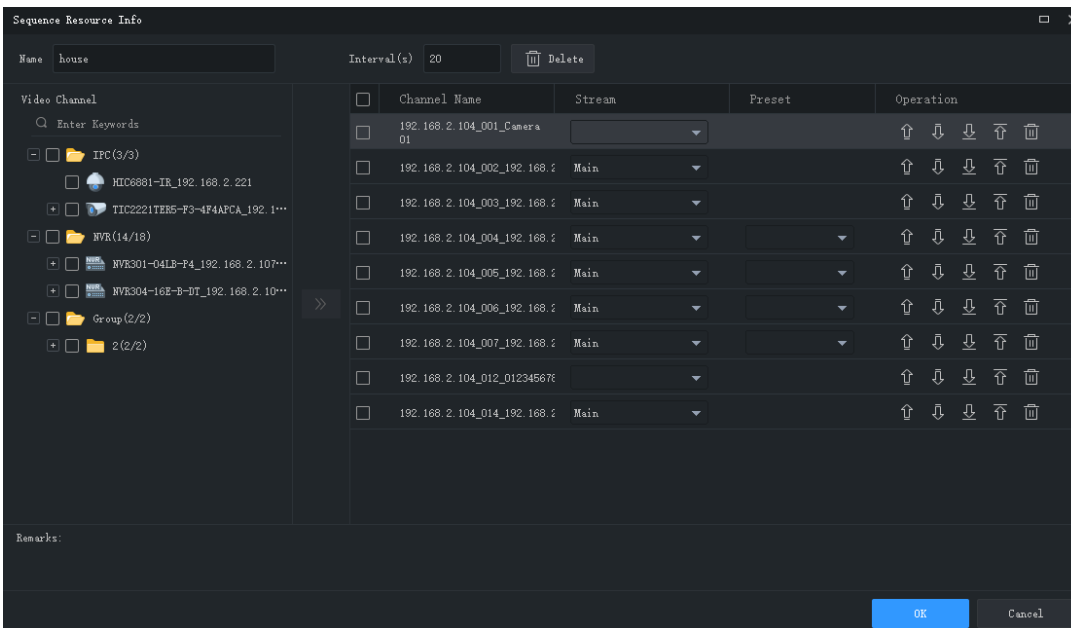 Sequence Resource Info
Name house Interval(s) 20 Delete
Video Channel
Enter Keywords
IPC(3/3)
HIC6881-IR_192.168.2.221
TIC2221TER5-F3-4F4APCA_192.1···
NVR(14/18)
NVR301-04LB-P4_192.168.2.107···
NVR304-16E-B-DT_192.168.2.10···
Group(2/2)
2(2/2)
Channel Name Stream Preset Operation
192.168.2.104_001_Camera
01
192.168.2.104_002_192.168.2 Main
192.168.2.104_003_192.168.2 Main
192.168.2.104_004_192.168.2 Main
192.168.2.104_005_192.168.2 Main
192.168.2.104_006_192.168.2 Main
192.168.2.104_007_192.168.2 Main
192.168.2.104_012_012345678
192.168.2.104_014_192.168.2 Main
Remarks:
OK Cancel